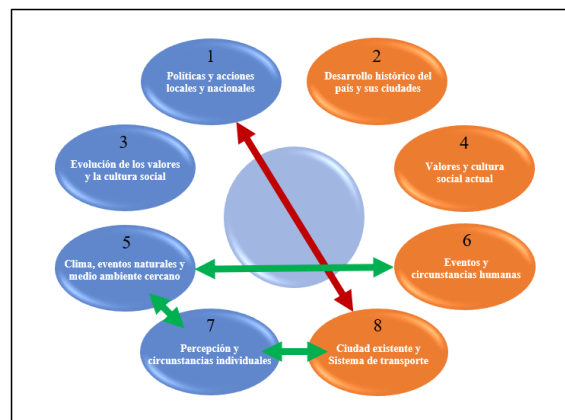 1
Políticas y acciones
locales y nacionales
2
Desarrollo histórico del
país y sus ciudades
3
Evolución de los valores
y la cultura social
4
Valores y cultura
social actual
5
Clima, eventos naturales y
medio ambiente cercano
6
Eventos y
circunstancias humanas
7
Percepción y
circunstancias individuales
8
Ciudad existente y
Sistema de transporte